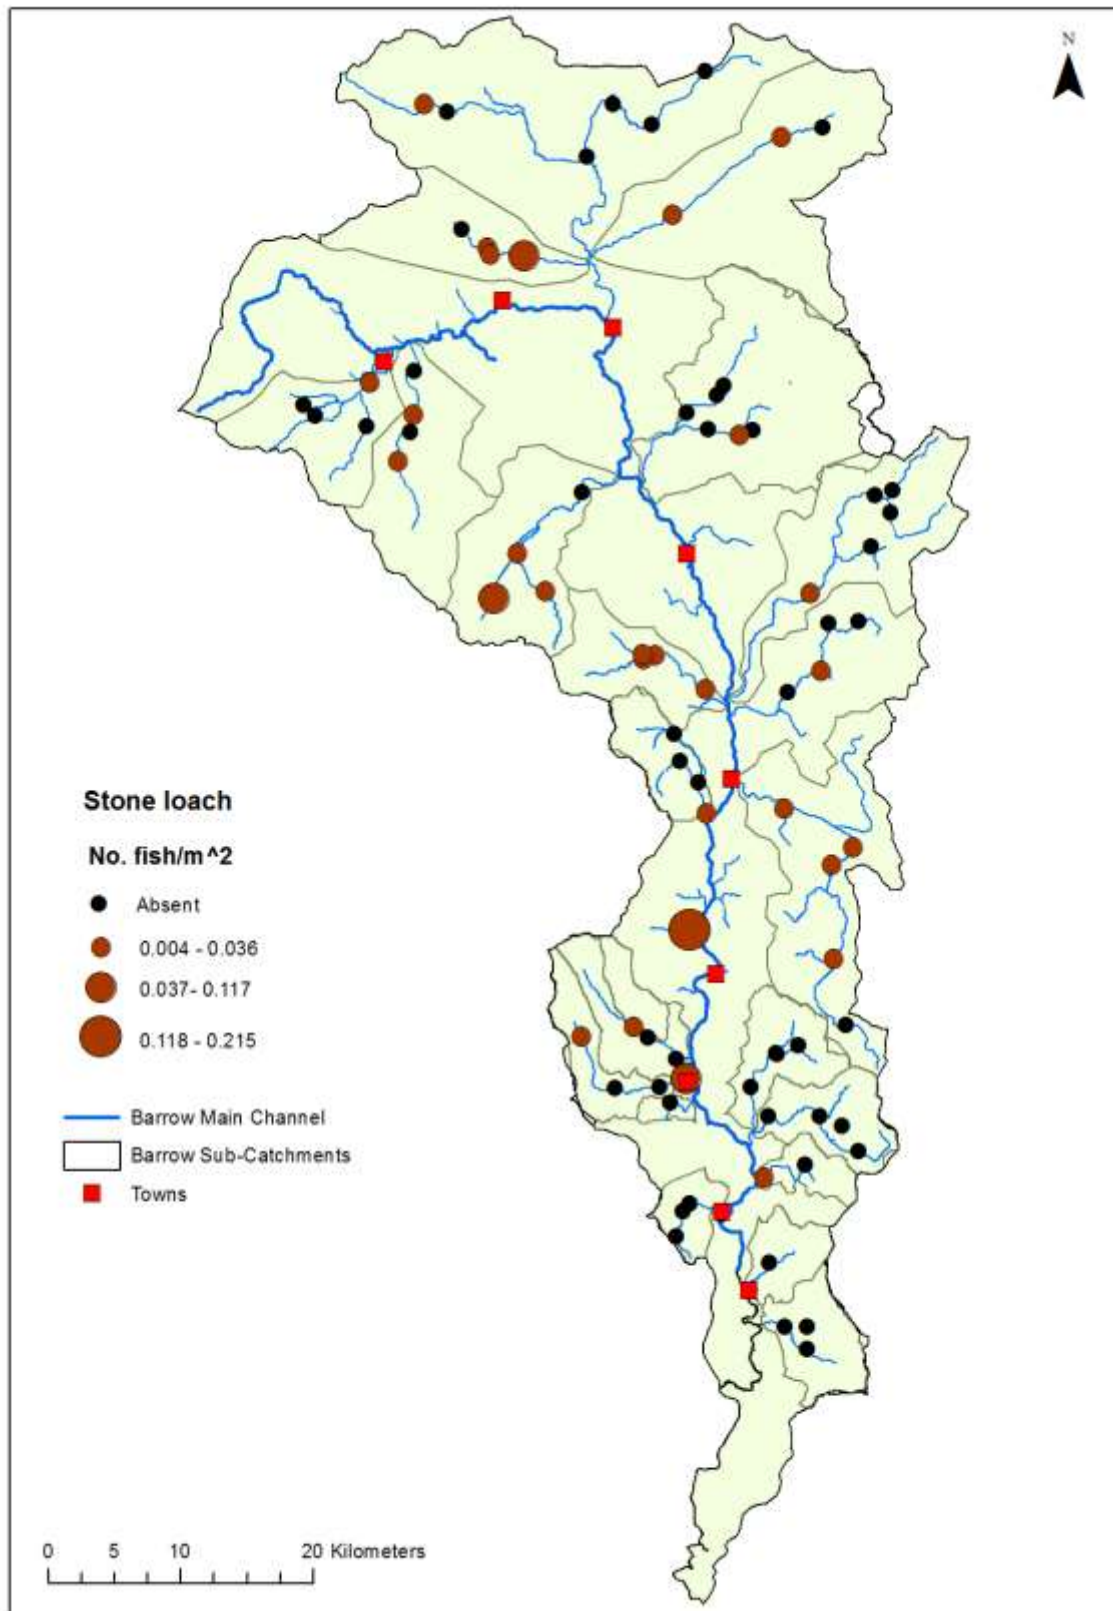 N
Stone loach
No. fish/m^2
Absent
0.004 - 0.036
0.037- 0.117
0.118 - 0.215
Barrow Main Channel
Barrow Sub-Catchments
Towns
0 5 10 20 Kilometers